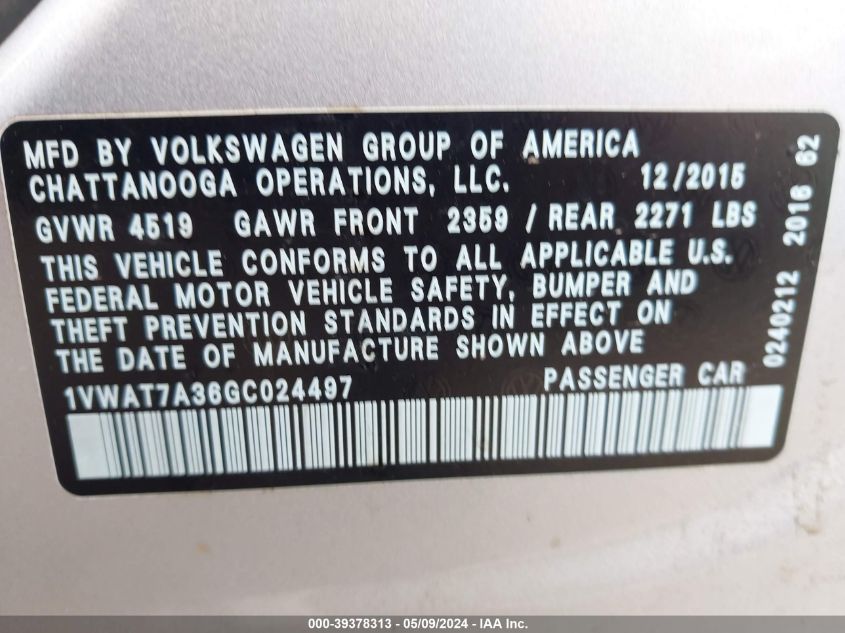 MFD BY VOLKSWAGEN GROUP OF AMERICA
CHATTANOOGA OPERATIONS, LLC. 12/2015
GVWR 4519 GAWR FRONT 2359 / REAR 2271 LBS
THIS VEHICLE CONFORMS TO ALL APPLICABLE U.S.
FEDERAL MOTOR VEHICLE SAFETY, BUMPER AND
THEFT PREVENTION STANDARDS IN EFFECT ON
THE DATE OF MANUFACTURE SHOWN ABOVE
1VWAT7A36GC024497 PASSENGER CAR
0240212 2016 62
000-39378313 - 05/09/2024 - IAA Inc.